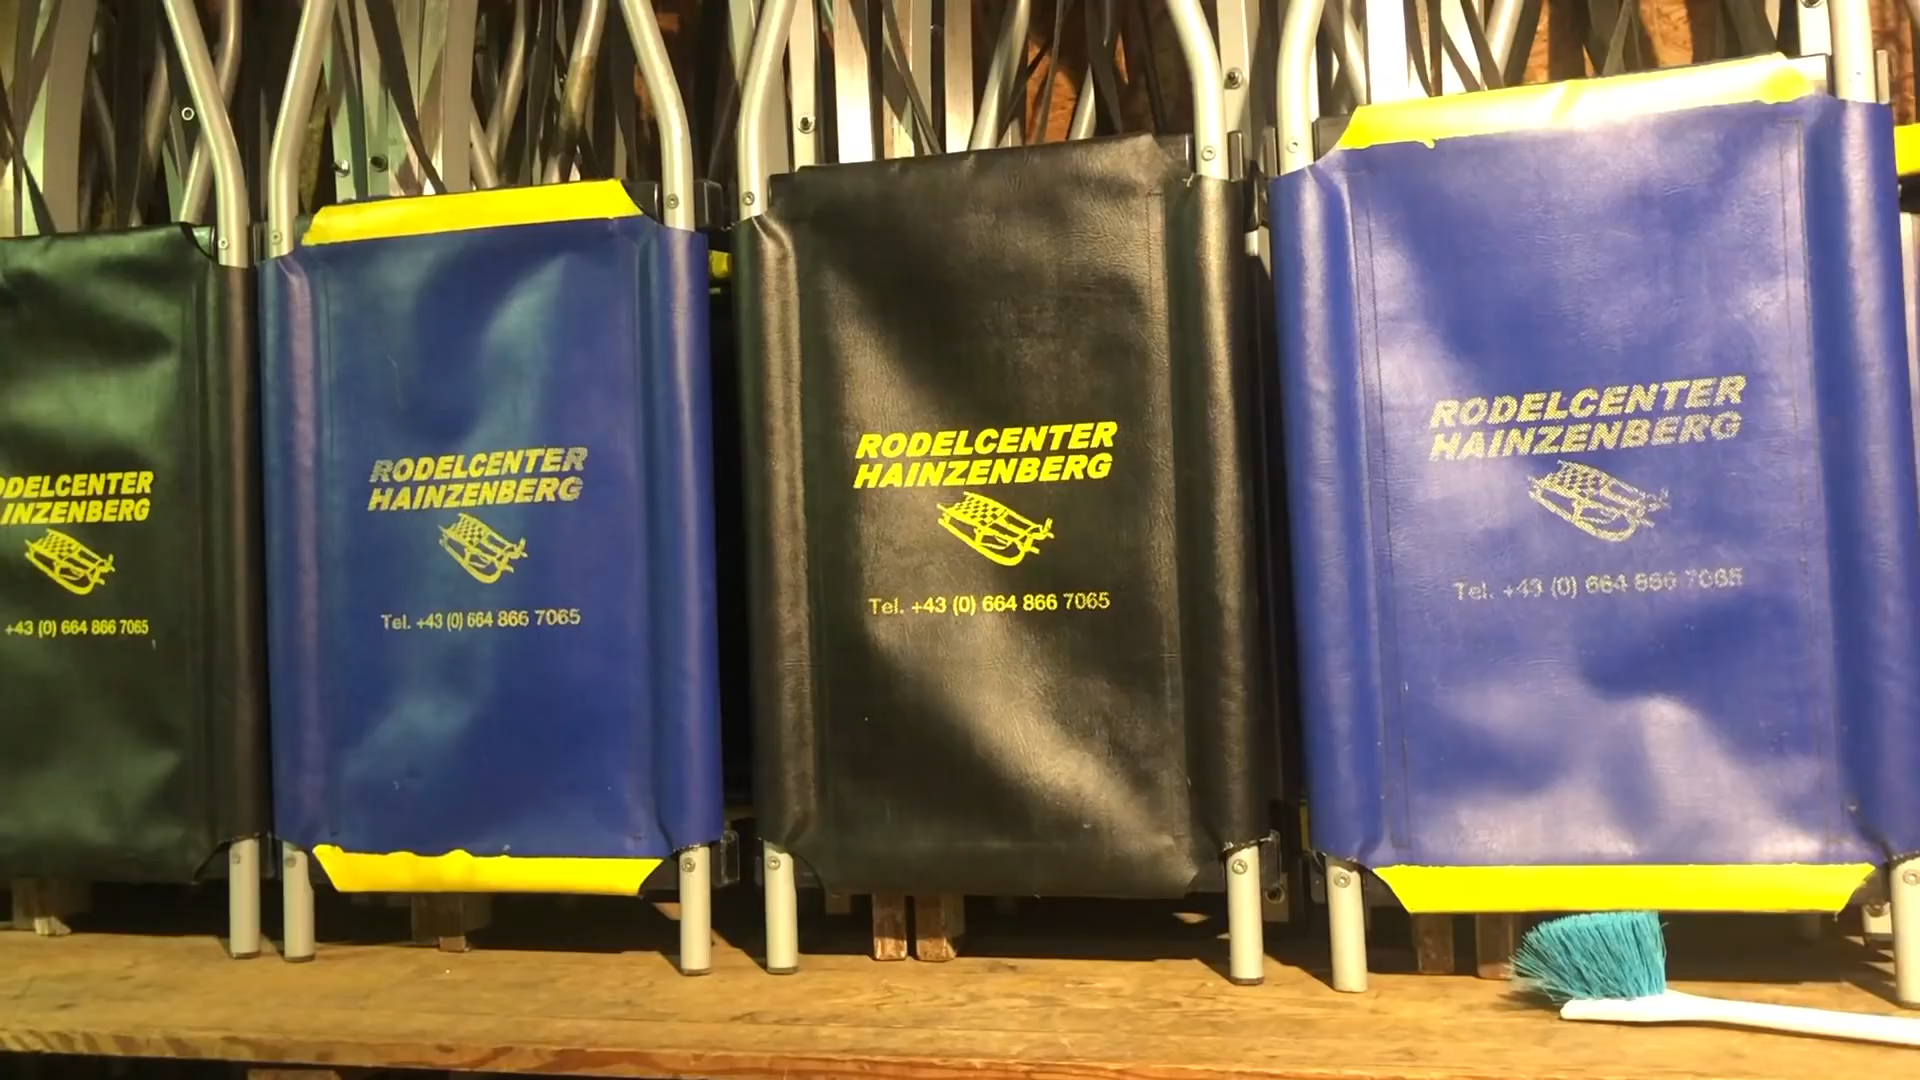 ODELCENTER
INZENBERG
+43 (0) 664 866 7065
RODELCENTER
HAINZENBERG
Tel. +43 (0) 664 866 7065
RODELCENTER
HAINZENBERG
Tel. +43 (0) 664 866 7065
RODELCENTER
HAINZENBERG
Tel. +43 (0) 664 866 7065